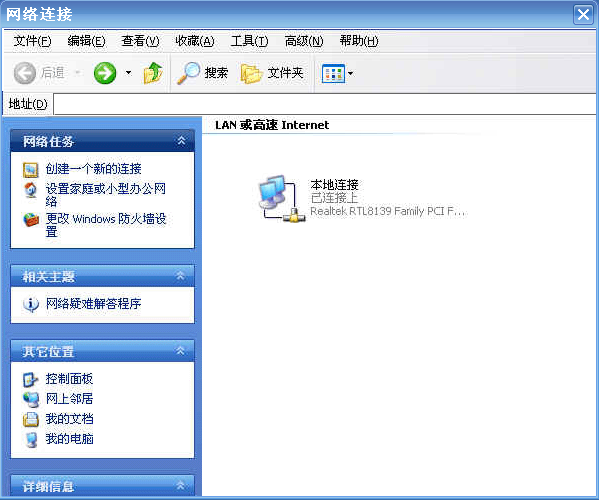 网络连接
文件(F) 编辑(E) 查看(V) 收藏(A) 工具(T) 高级(N) 帮助(H)
后退 搜索 文件夹
地址(D)
网络任务
创建一个新的连接
设置家庭或小型办公网
络
更改 Windows 防火墙设
置
相关主题
网络疑难解答程序
其它位置
控制面板
网上邻居
我的文档
我的电脑
详细信息
LAN 或高速 Internet
本地连接
已连接上
Realtek RTL8139 Family PCI F...